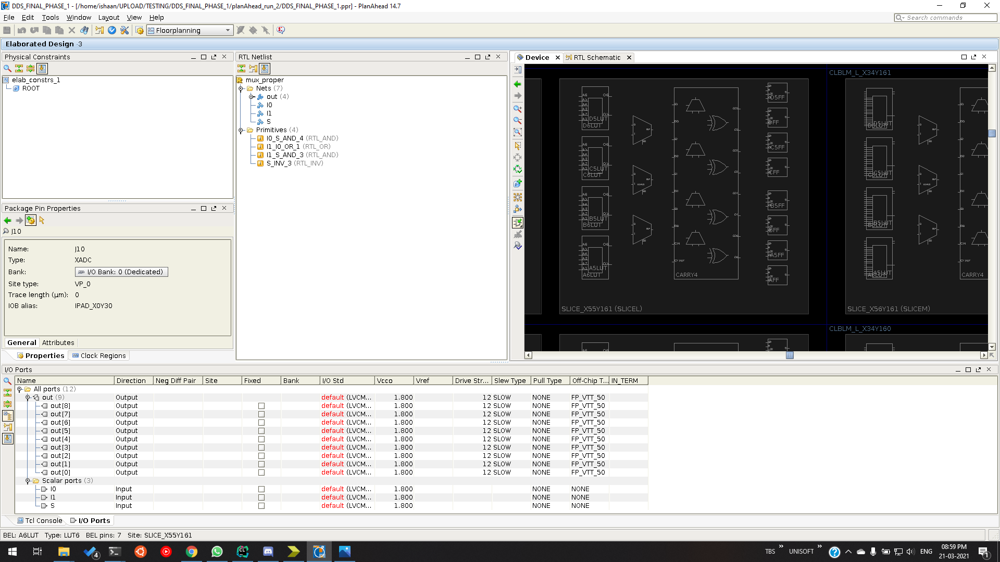 DDS_FINAL_PHASE_1 - [/home/ishaan/UPLOAD/TESTING/DDS_FINAL_PHASE_1/planAhead_run_2/DDS_FINAL_PHASE_1.ppr] - PlanAhead 14.7
File Edit Tools Window Layout View Help
Search commands
Floorplanning
Elaborated Design -3
Physical Constraints
elab_constrs_1
ROOT
Package Pin Properties
J10
Name: J10
Type: XADC
Bank: I/O Bank: 0 (Dedicated)
Site type: VP_0
Trace length (µm): 0
IOB alias: IPAD_X0Y30
General Attributes
Properties Clock Regions
RTL Netlist
mux_proper
Nets (7)
out (4)
I0
I1
S
Primitives (4)
I0_S_AND_4 (RTL_AND)
I1_I0_OR_1 (RTL_OR)
I1_S_AND_3 (RTL_AND)
S_INV_3 (RTL_INV)
Device RTL Schematic
CLBLM_L_X34Y161
D5LUT
D6LUT
C5LUT
C6LUT
B5LUT
B6LUT
A5LUT
A6LUT
CARRY4
D5FF
DFF
C5FF
CFF
B5FF
BFF
A5FF
AFF
SLICE_X55Y161 (SLICEL)
D5LUT
C5LUT
B5LUT
A5LUT
CARRY4
SLICE_X56Y161 (SLICEM)
CLBLM_L_X34Y160
I/O Ports
Name Direction Neg Diff Pair Site Fixed Bank I/O Std Vcco Vref Drive Str... Slew Type Pull Type Off-Chip T... IN_TERM
All ports (12)
out (9) Output default (LVCM... 1.800 12 SLOW NONE FP_VTT_50
out[8] Output default (LVCM... 1.800 12 SLOW NONE FP_VTT_50
out[7] Output default (LVCM... 1.800 12 SLOW NONE FP_VTT_50
out[6] Output default (LVCM... 1.800 12 SLOW NONE FP_VTT_50
out[5] Output default (LVCM... 1.800 12 SLOW NONE FP_VTT_50
out[4] Output default (LVCM... 1.800 12 SLOW NONE FP_VTT_50
out[3] Output default (LVCM... 1.800 12 SLOW NONE FP_VTT_50
out[2] Output default (LVCM... 1.800 12 SLOW NONE FP_VTT_50
out[1] Output default (LVCM... 1.800 12 SLOW NONE FP_VTT_50
out[0] Output default (LVCM... 1.800 12 SLOW NONE FP_VTT_50
Scalar ports (3)
I0 Input default (LVCM... 1.800 NONE NONE
I1 Input default (LVCM... 1.800 NONE NONE
S Input default (LVCM... 1.800 NONE NONE
Tcl Console I/O Ports
BEL: A6LUT Type: LUT6 BEL pins: 7 Site: SLICE_X55Y161
4
TBS UNISOFT ENG 08:59 PM
21-03-2021
1